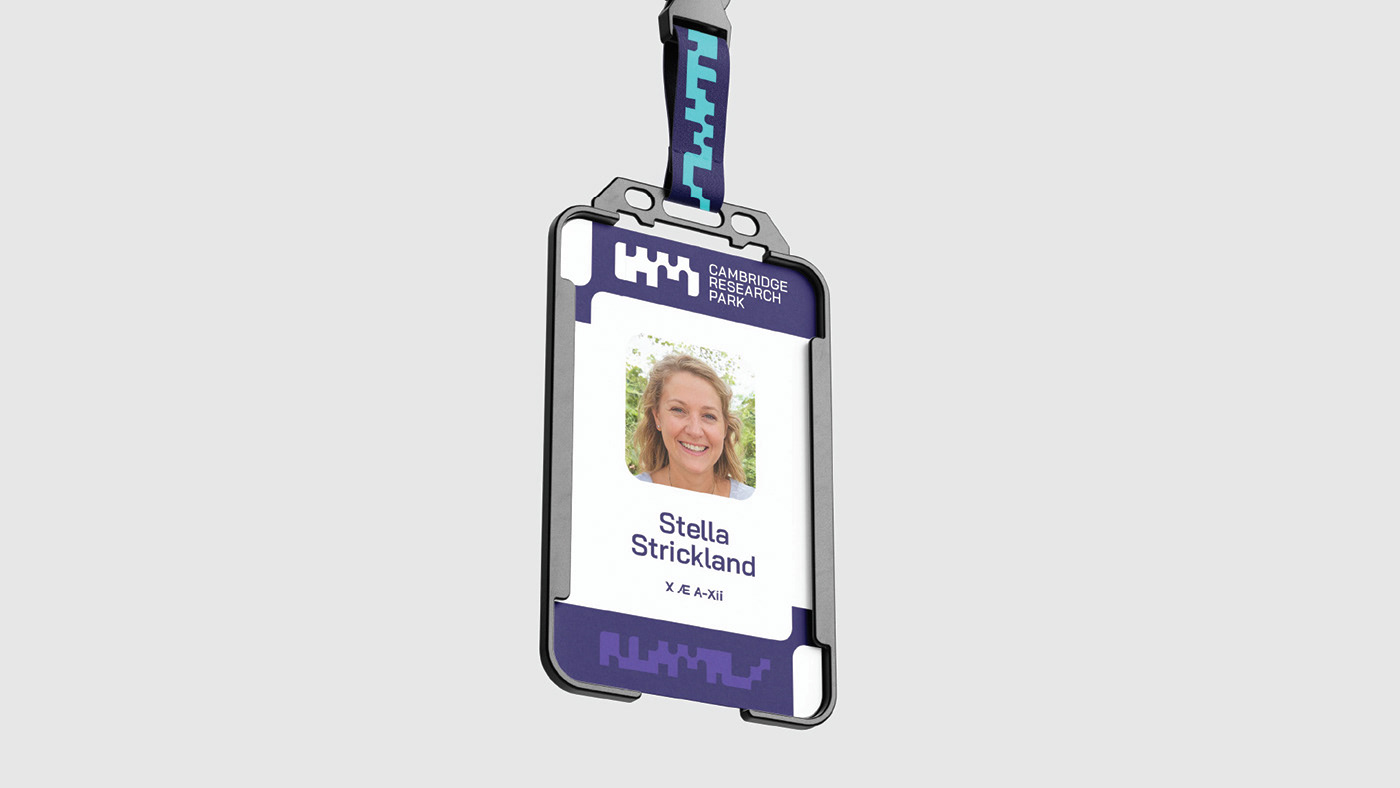 CAMBRIDGE
RESEARCH
PARK
Stella
Strickland
X Æ A-Xii